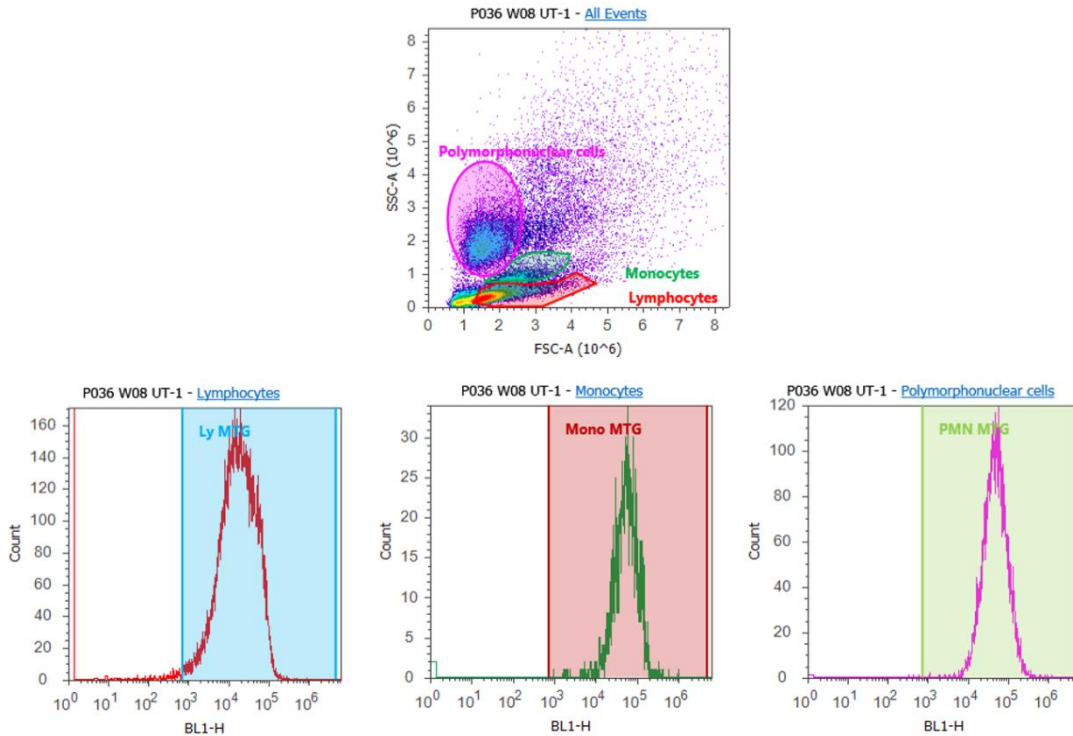 P036 W08 UT-1 - All Events
8
7
6
5
4
3
2
1
0
SSC-A (10^6)
Polymorphonuclear cells
Monocytes
Lymphocytes
0 1 2 3 4 5 6 7 8
FSC-A (10^6)
P036 W08 UT-1 - Lymphocytes
160
140
120
100
80
60
40
20
0
Count
Ly MTG
10^0 10^1 10^2 10^3 10^4 10^5 10^6
BL1-H
P036 W08 UT-1 - Monocytes
30
25
20
15
10
5
0
Count
Mono MTG
10^0 10^1 10^2 10^3 10^4 10^5 10^6
BL1-H
P036 W08 UT-1 - Polymorphonuclear cells
120
100
80
60
40
20
0
Count
PMN MTG
10^0 10^1 10^2 10^3 10^4 10^5 10^6
BL1-H